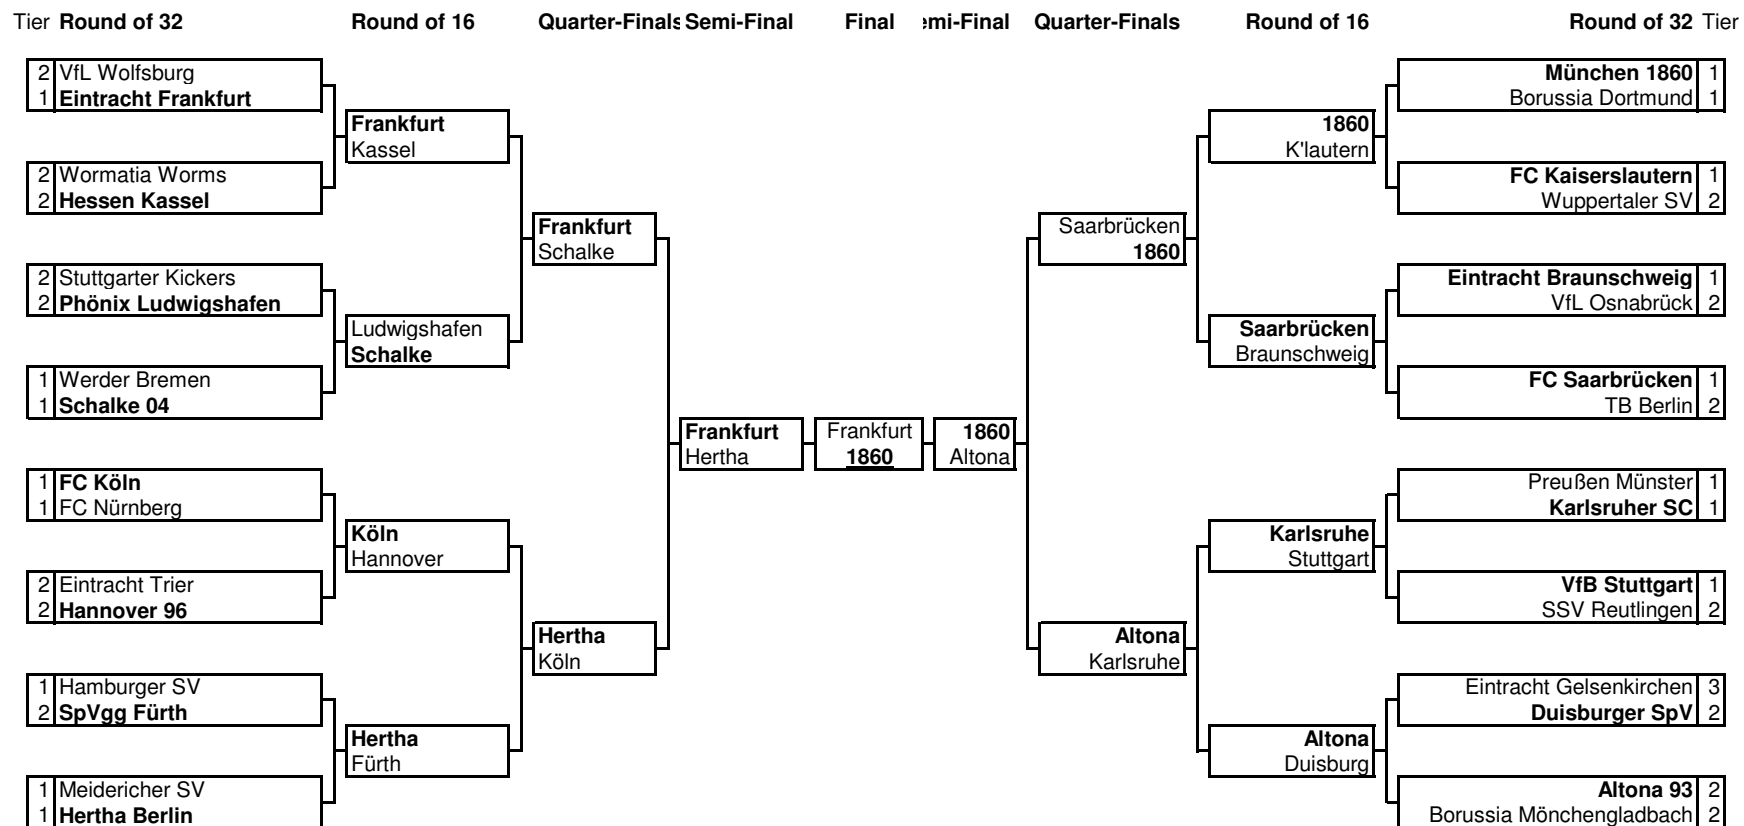 Tier Round of 32 Round of 16 Quarter-Finals Semi-Final Final emi-Final Quarter-Finals Round of 16 Round of 32 Tier
2 VfL Wolfsburg München 1860 1
1 Eintracht Frankfurt Borussia Dortmund 1
Frankfurt 1860
Kassel K'lautern
2 Wormatia Worms FC Kaiserslautern 1
2 Hessen Kassel Wuppertaler SV 2
Frankfurt Saarbrücken
Schalke 1860
2 Stuttgarter Kickers Eintracht Braunschweig 1
2 Phönix Ludwigshafen VfL Osnabrück 2
Ludwigshafen Saarbrücken
Schalke Braunschweig
1 Werder Bremen FC Saarbrücken 1
1 Schalke 04 TB Berlin 2
Frankfurt Frankfurt 1860
Hertha 1860 Altona
1 FC Köln Preußen Münster 1
1 FC Nürnberg Karlsruher SC 1
Köln Karlsruhe
Hannover Stuttgart
2 Eintracht Trier VfB Stuttgart 1
2 Hannover 96 SSV Reutlingen 2
Hertha Altona
Köln Karlsruhe
1 Hamburger SV Eintracht Gelsenkirchen 3
2 SpVgg Fürth Duisburger SpV 2
Hertha Altona
Fürth Duisburg
1 Meidericher SV Altona 93 2
1 Hertha Berlin Borussia Mönchengladbach 2